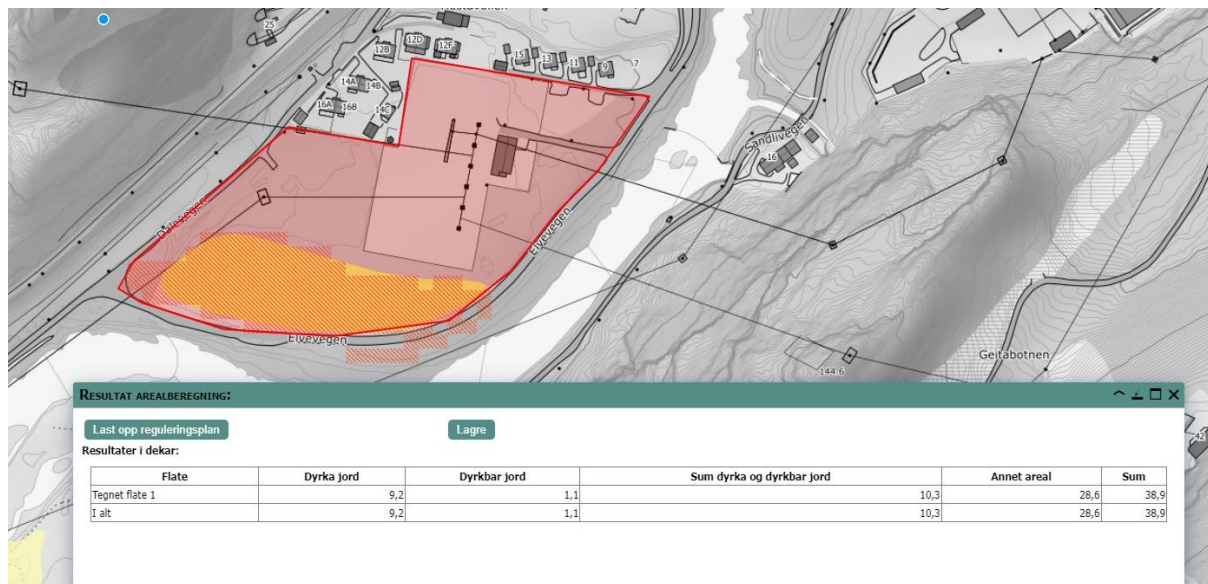 25
12D
12F
12B
15
13
11
9
7
14A
14B
16A
16B
14C
Sandlivegen
16
Dalevegen
Elvevegen
Elvevegen
Geitabotnen
144.6
42
RESULTAT AREALBEREGNING:
Last opp reguleringsplan Lagre
Resultater i dekar:
Flate Dyrka jord Dyrkbar jord Sum dyrka og dyrkbar jord Annet areal Sum
Tegnet flate 1 9,2 1,1 10,3 28,6 38,9
I alt 9,2 1,1 10,3 28,6 38,9